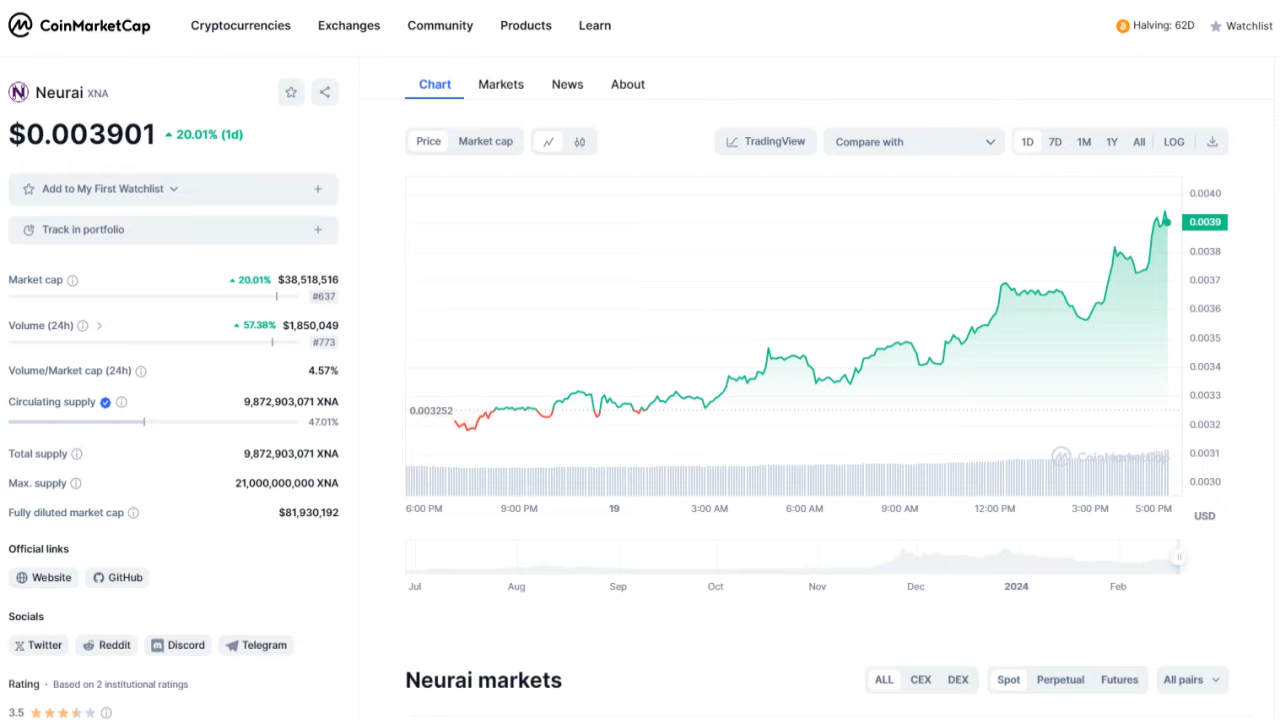 CoinMarketCap
Cryptocurrencies Exchanges Community Products Learn
Halving: 62D Watchlist
Neurai XNA
$0.003901 20.01% (1d)
Add to My First Watchlist
Track in portfolio
Market cap 20.01% $38,518,516
#637
Volume (24h) 57.38% $1,850,049
#773
Volume/Market cap (24h) 4.57%
Circulating supply 9,872,903,071 XNA
47.01%
Total supply 9,872,903,071 XNA
Max. supply 21,000,000,000 XNA
Fully diluted market cap $81,930,192
Official links
Website GitHub
Socials
Twitter Reddit Discord Telegram
Rating · Based on 2 institutional ratings
3.5
Chart Markets News About
Price Market cap
TradingView Compare with 1D 7D 1M 1Y All LOG
0.0040
0.0039
0.0038
0.0037
0.0036
0.0035
0.0034
0.0033
0.003252
0.0032
0.0031
CoinMarketCap
0.0030
6:00 PM 9:00 PM 19 3:00 AM 6:00 AM 9:00 AM 12:00 PM 3:00 PM 5:00 PM
USD
Jul Aug Sep Oct Nov Dec 2024 Feb
Neurai markets
ALL CEX DEX Spot Perpetual Futures All pairs